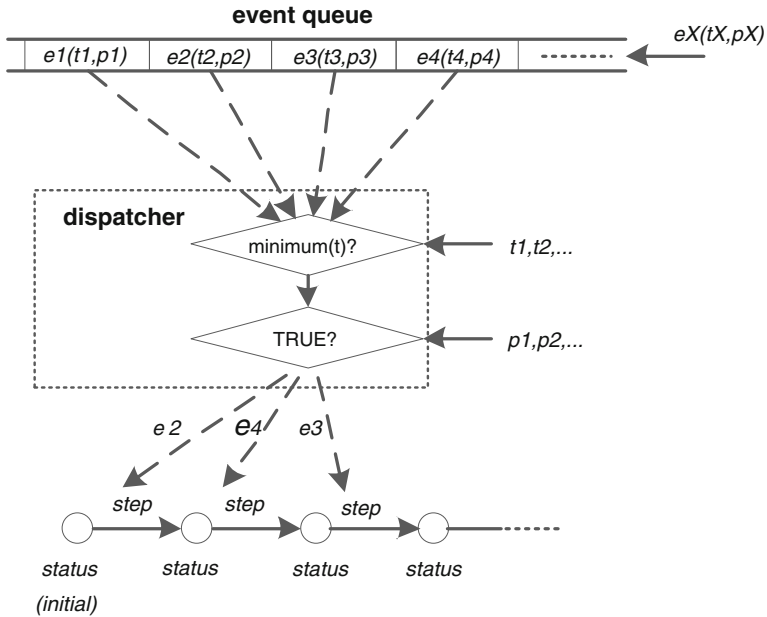 event queue
e1(t1,p1) e2(t2,p2) e3(t3,p3) e4(t4,p4) eX(tX,pX)
dispatcher
minimum(t)? t1,t2,...
TRUE? p1,p2,...
e 2 e4 e3
step step step
status status status status
(initial)